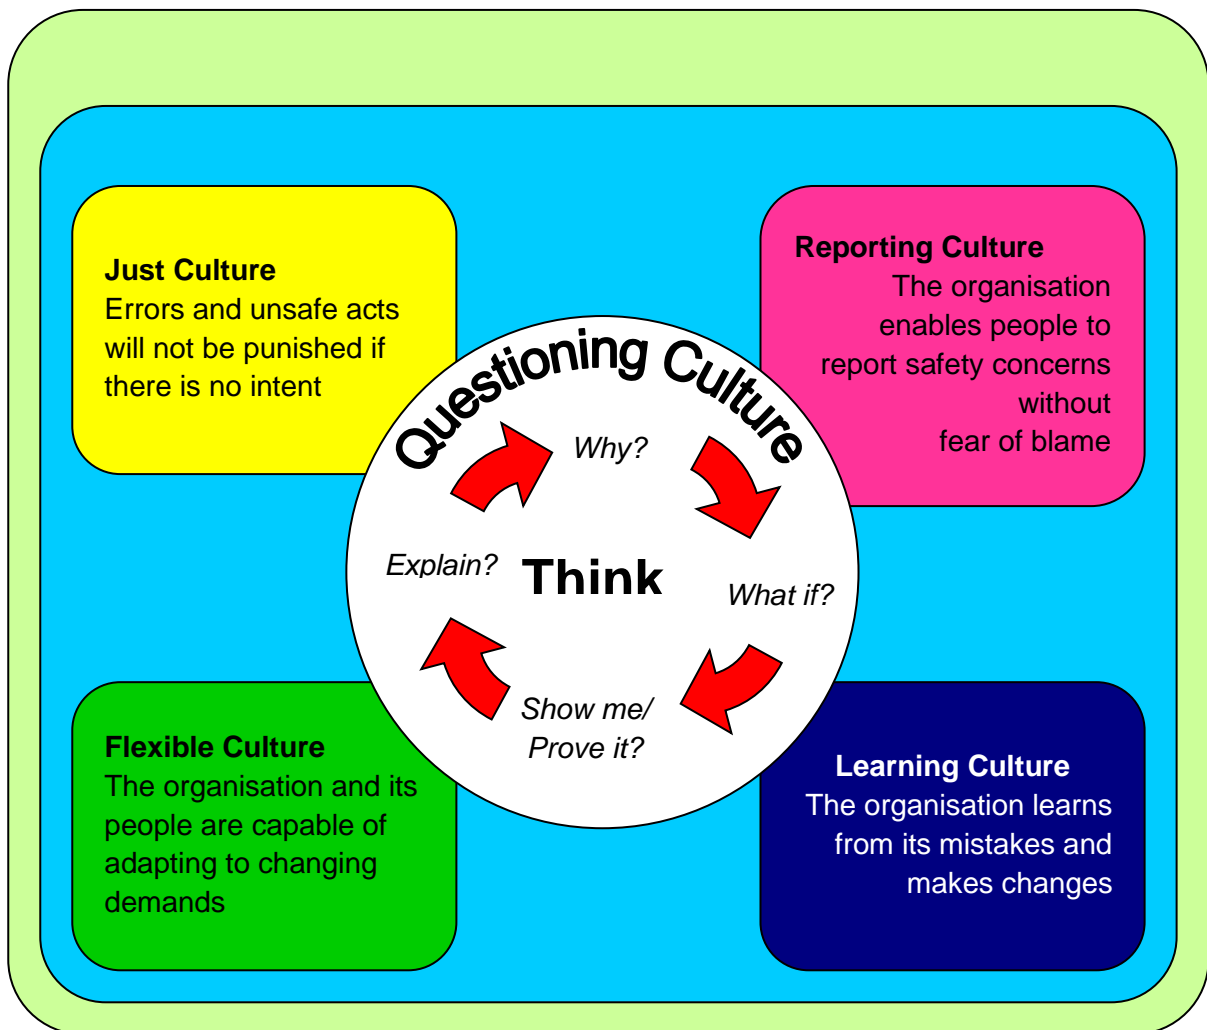 Just Culture
Errors and unsafe acts
will not be punished if
there is no intent
Reporting Culture
The organisation
enables people to
report safety concerns
without
fear of blame
Questioning Culture
Why?
What if?
Show me/
Prove it?
Explain?
Think
Flexible Culture
The organisation and its
people are capable of
adapting to changing
demands
Learning Culture
The organisation learns
from its mistakes and
makes changes